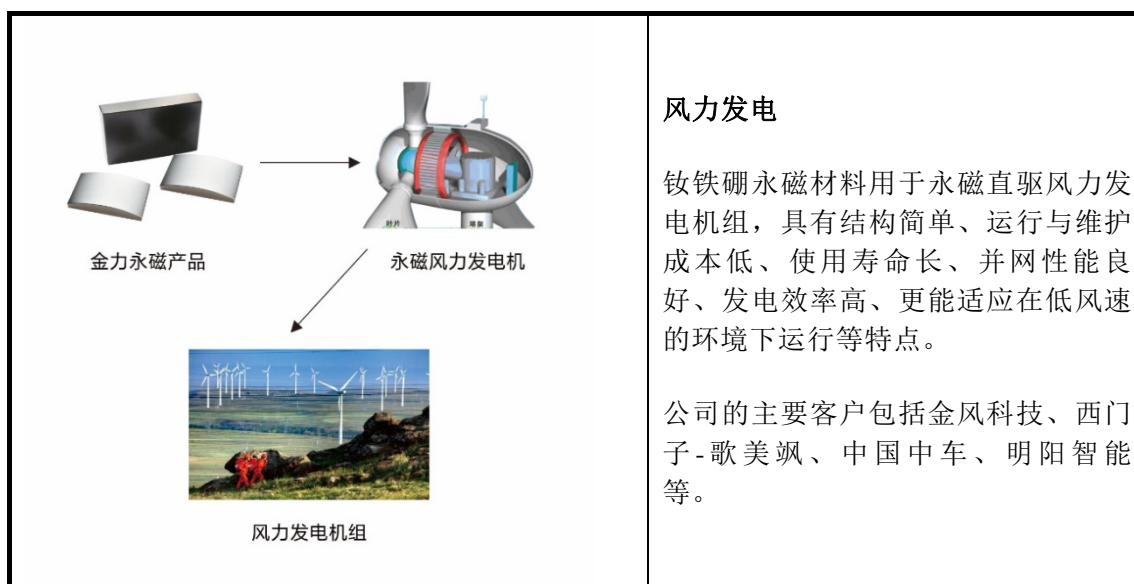 金力永磁产品
叶片
塔架
永磁风力发电机
风力发电机组
风力发电
钕铁硼永磁材料用于永磁直驱风力发
电机组，具有结构简单、运行与维护
成本低、使用寿命长、并网性能良
好、发电效率高、更能适应在低风速
的环境下运行等特点。
公司的主要客户包括金风科技、西门
子-歌美飒、中国中车、明阳智能
等。